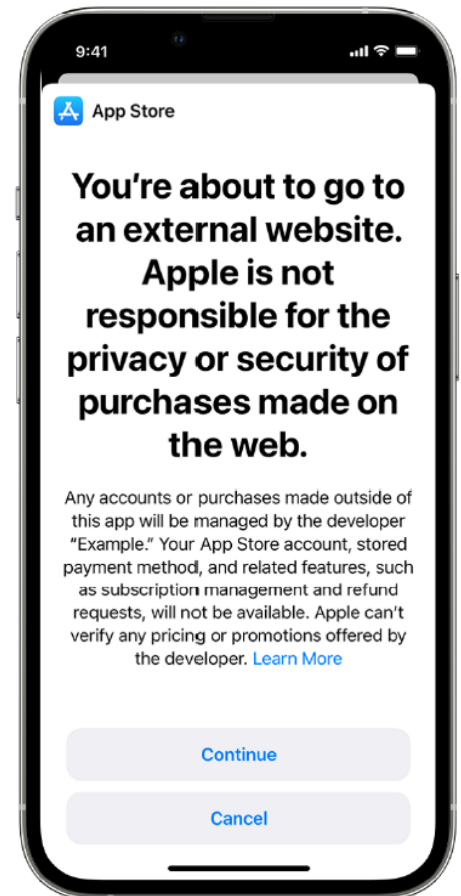 9:41
App Store
You're about to go to
an external website.
Apple is not
responsible for the
privacy or security of
purchases made on
the web.
Any accounts or purchases made outside of
this app will be managed by the developer
“Example.” Your App Store account, stored
payment method, and related features, such
as subscription management and refund
requests, will not be available. Apple can't
verify any pricing or promotions offered by
the developer. Learn More
Continue
Cancel